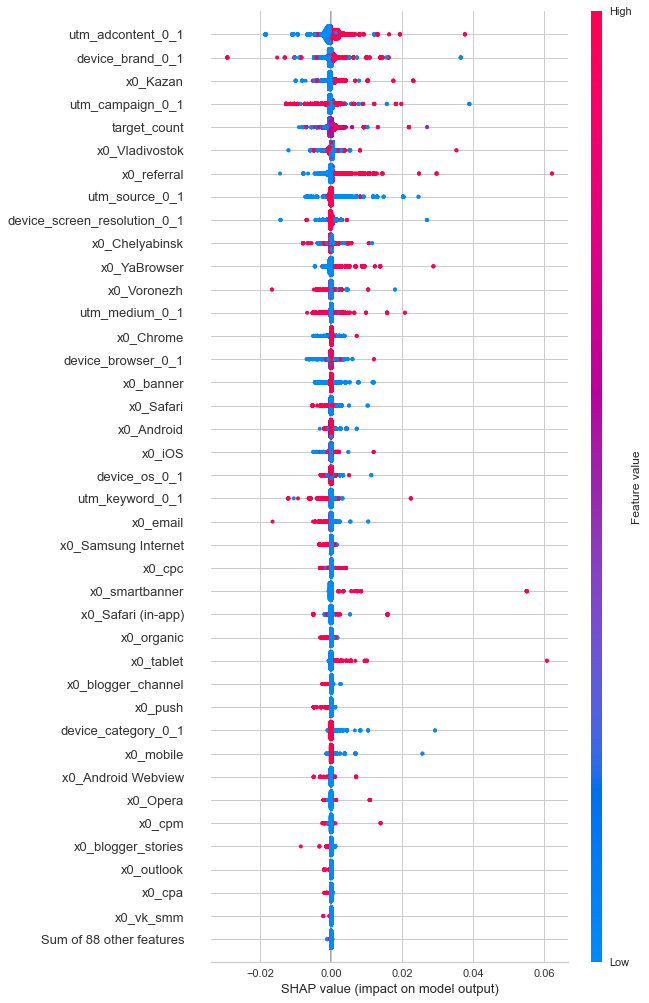 High
utm_adcontent_0_1
device_brand_0_1
x0_Kazan
utm_campaign_0_1
target_count
x0_Vladivostok
x0_referral
utm_source_0_1
device_screen_resolution_0_1
x0_Chelyabinsk
x0_YaBrowser
x0_Voronezh
utm_medium_0_1
x0_Chrome
device_browser_0_1
x0_banner
x0_Safari
x0_Android
x0_iOS
device_os_0_1
utm_keyword_0_1
x0_email
x0_Samsung Internet
x0_cpc
x0_smartbanner
x0_Safari (in-app)
x0_organic
x0_tablet
x0_blogger_channel
x0_push
device_category_0_1
x0_mobile
x0_Android Webview
x0_Opera
x0_cpm
x0_blogger_stories
x0_outlook
x0_cpa
x0_vk_smm
Sum of 88 other features
Feature value
Low
−0.02 0.00 0.02 0.04 0.06
SHAP value (impact on model output)